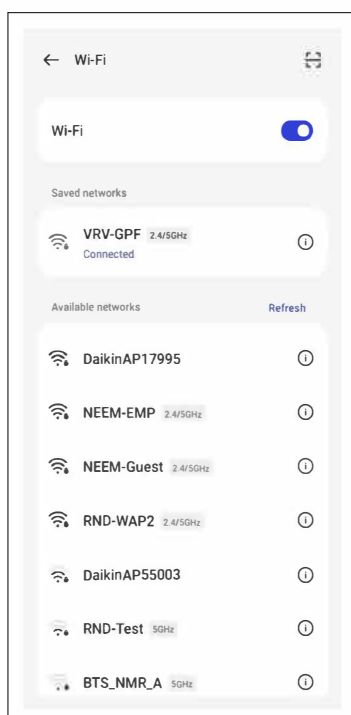 Wi-Fi
Wi-Fi
Saved networks
VRV-GPF 2.4/5GHz
Connected
Available networks Refresh
DaikinAP17995
NEEM-EMP 2.4/5GHz
NEEM-Guest 2.4/5GHz
RND-WAP2 2.4/5GHz
DaikinAP55003
RND-Test 5GHz
BTS_NMR_A 5GHz